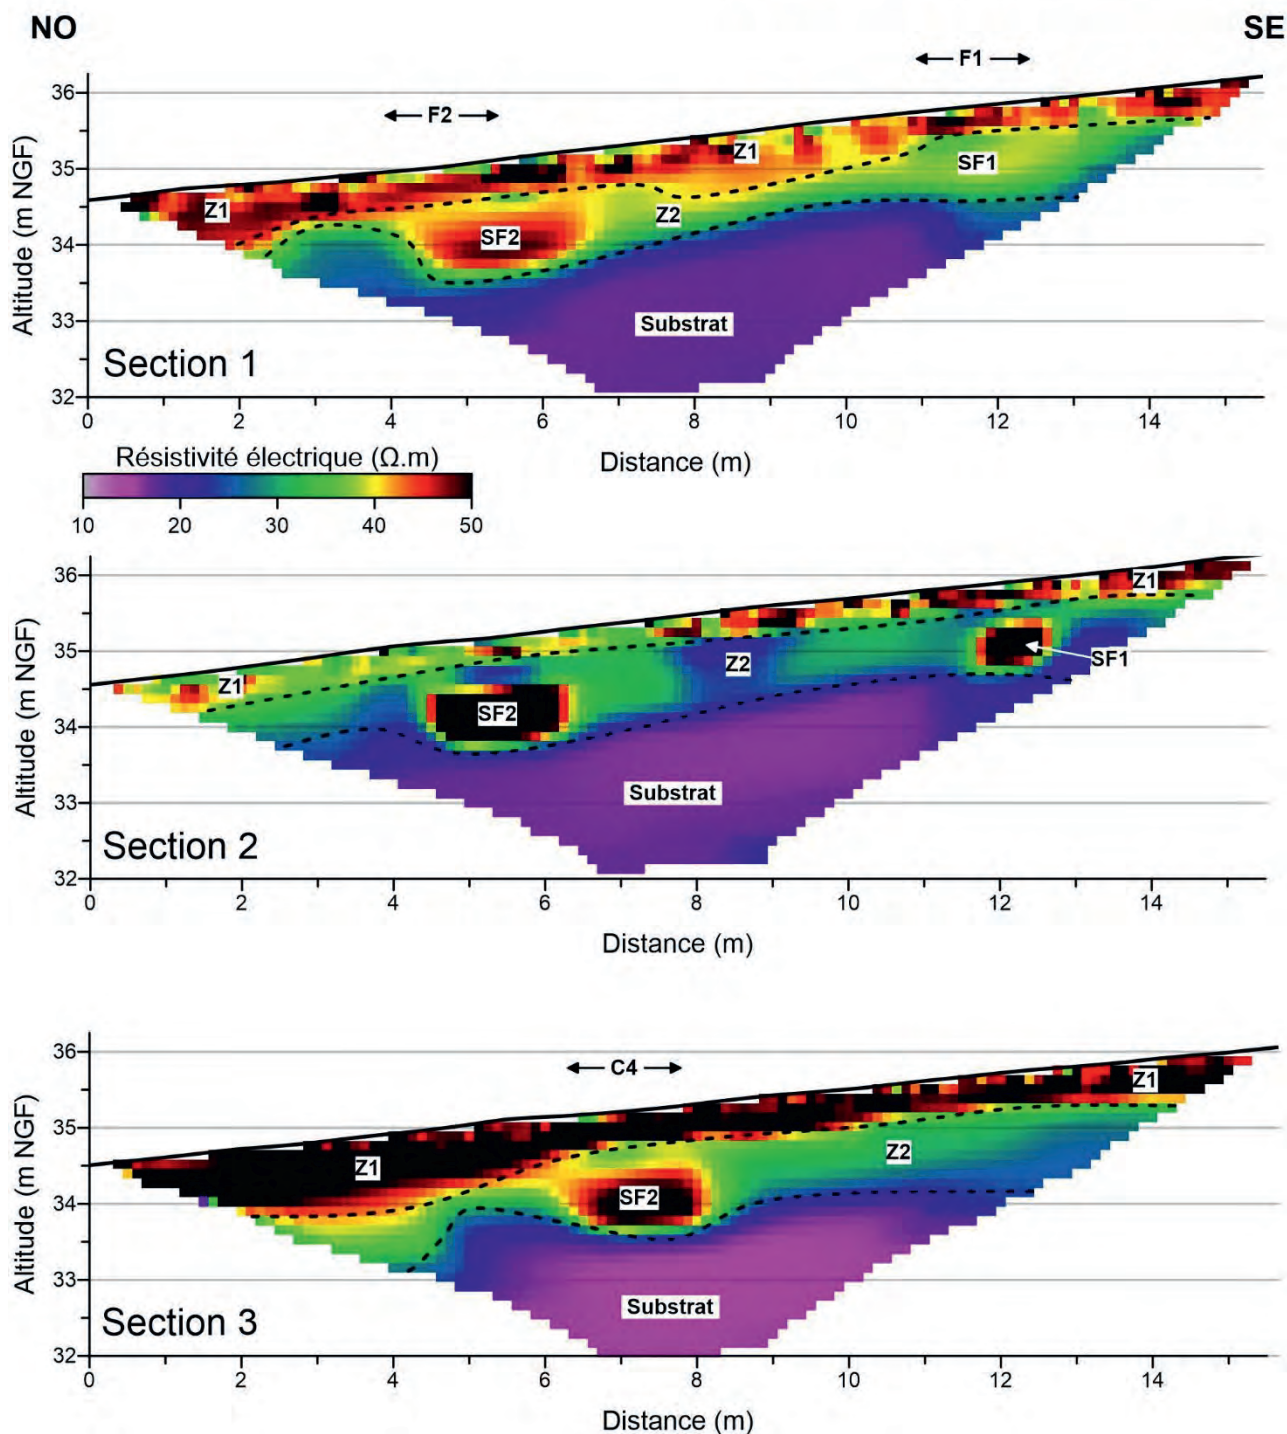 NO
SE
F1
F2
Altitude (m NGF)
36
35
34
33
32
Z1
Z1
SF1
Z2
SF2
Substrat
Section 1
0 2 4 6 8 10 12 14
Distance (m)
Résistivité électrique (Ω.m)
10 20 30 40 50
Altitude (m NGF)
36
35
34
33
32
Z1
Z1
Z2
SF1
SF2
Substrat
Section 2
0 2 4 6 8 10 12 14
Distance (m)
C4
Altitude (m NGF)
36
35
34
33
32
Z1
Z1
Z2
SF2
Substrat
Section 3
0 2 4 6 8 10 12 14
Distance (m)